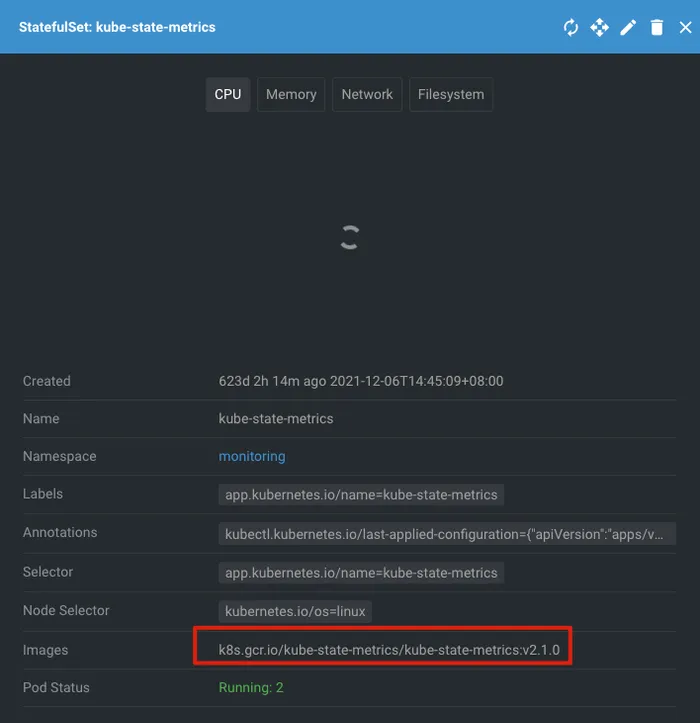 StatefulSet: kube-state-metrics
CPU Memory Network Filesystem
Created 623d 2h 14m ago 2021-12-06T14:45:09+08:00
Name kube-state-metrics
Namespace monitoring
Labels app.kubernetes.io/name=kube-state-metrics
Annotations kubectl.kubernetes.io/last-applied-configuration={"apiVersion":"apps/v...
Selector app.kubernetes.io/name=kube-state-metrics
Node Selector kubernetes.io/os=linux
Images k8s.gcr.io/kube-state-metrics/kube-state-metrics:v2.1.0
Pod Status Running: 2